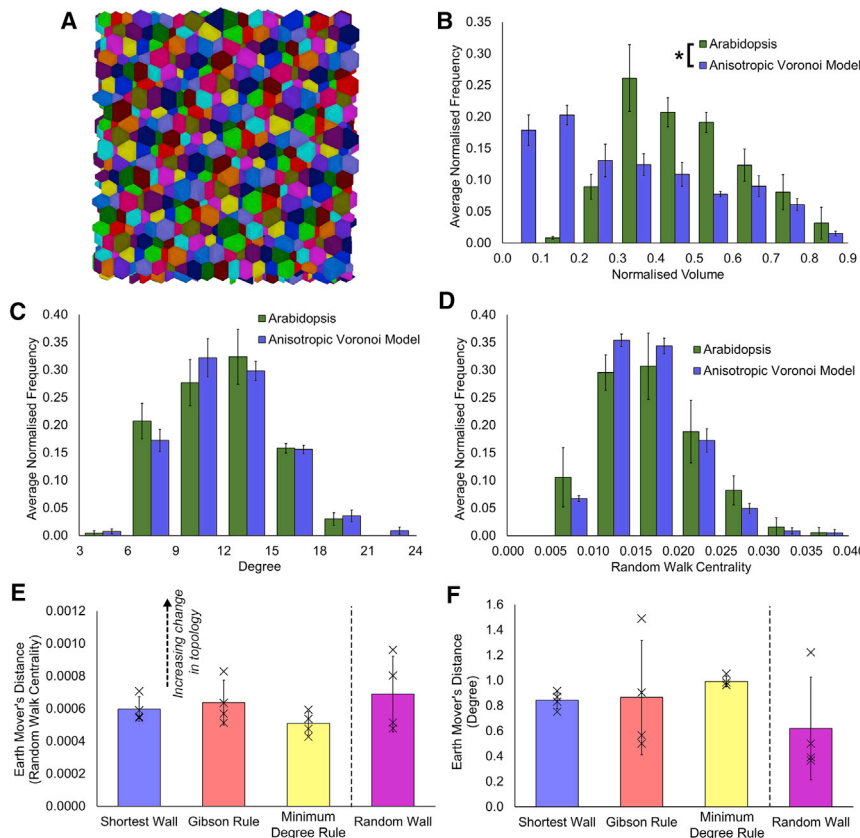 A
B
Average Normalised Frequency
0.35
0.30
0.25
0.20
0.15
0.10
0.05
0.00
*
Arabidopsis
Anisotropic Voronoi Model
0.0 0.1 0.2 0.3 0.4 0.5 0.6 0.7 0.8 0.9
Normalised Volume
C
Average Normalised Frequency
0.40
0.35
0.30
0.25
0.20
0.15
0.10
0.05
0.00
Arabidopsis
Anisotropic Voronoi Model
3 6 9 12 15 18 21 24
Degree
D
Average Normalised Frequency
0.40
0.35
0.30
0.25
0.20
0.15
0.10
0.05
0.00
Arabidopsis
Anisotropic Voronoi Model
0.000 0.005 0.010 0.015 0.020 0.025 0.030 0.035 0.040
Random Walk Centrality
E
Earth Mover's Distance
(Random Walk Centrality)
0.0012
0.0010
0.0008
0.0006
0.0004
0.0002
0.0000
Increasing change
in topology
Shortest Wall Gibson Rule Minimum Random Wall
Degree Rule
F
Earth Mover's Distance
(Degree)
1.6
1.4
1.2
1.0
0.8
0.6
0.4
0.2
0.0
Shortest Wall Gibson Rule Minimum Random Wall
Degree Rule